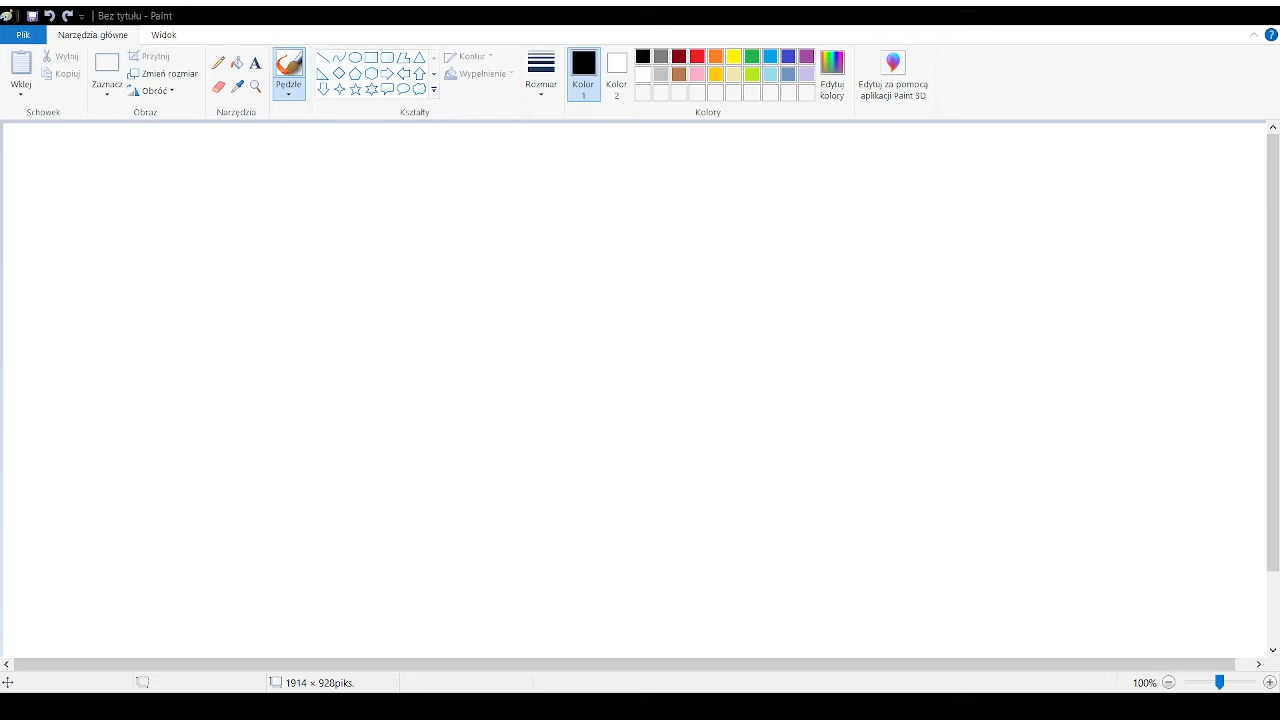 Bez tytułu - Paint
Plik Narzędzia główne Widok
Wklej
Wytnij
Kopiuj
Schowek
Zaznacz
Przytnij
Zmień rozmiar
Obróć
Obraz
A
Narzędzia
Pędzle
Kształty
Kontur
Wypełnienie
Rozmiar
Kolor 1
Kolor 2
Edytuj kolory
Kolory
Edytuj za pomocą
aplikacji Paint 3D
1914 × 928piks.
100%